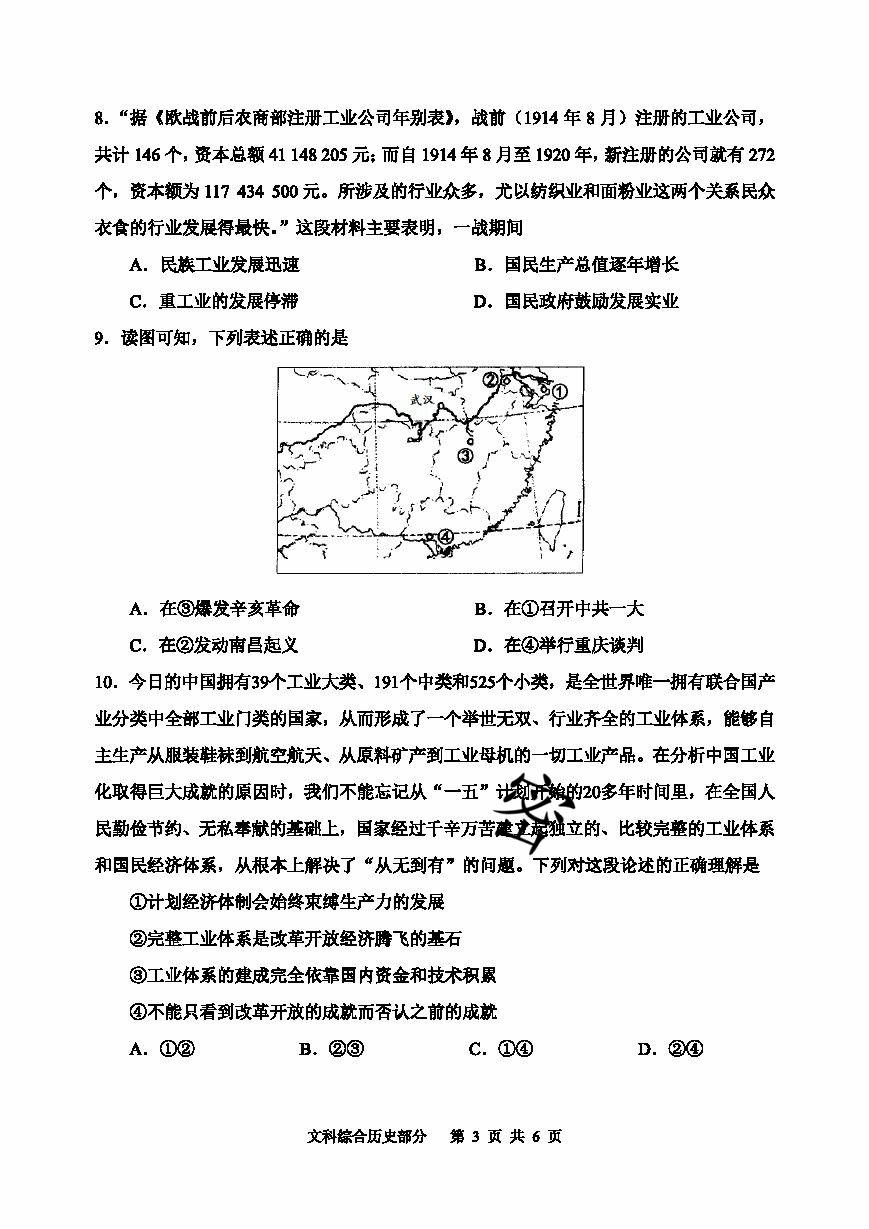 8．“据《欧战前后农商部注册工业公司年别表》，战前（1914 年 8 月）注册的工业公司，
共计 146 个，资本总额 41 148 205 元；而自 1914 年 8 月至 1920 年，新注册的公司就有 272
个，资本额为 117 434 500 元。所涉及的行业众多，尤以纺织业和面粉业这两个关系民众
衣食的行业发展得最快。”这段材料主要表明，一战期间
A．民族工业发展迅速 B．国民生产总值逐年增长
C．重工业的发展停滞 D．国民政府鼓励发展实业
9．读图可知，下列表述正确的是
② ①
武汉
③
④
A．在③爆发辛亥革命 B．在①召开中共一大
C．在②发动南昌起义 D．在④举行重庆谈判
10．今日的中国拥有39个工业大类、191个中类和525个小类，是全世界唯一拥有联合国产
业分类中全部工业门类的国家，从而形成了一个举世无双、行业齐全的工业体系，能够自
主生产从服装鞋袜到航空航天、从原料矿产到工业母机的一切工业产品。在分析中国工业
化取得巨大成就的原因时，我们不能忘记从“一五”计划开始的20多年时间里，在全国人
民勤俭节约、无私奉献的基础上，国家经过千辛万苦建立起独立的、比较完整的工业体系
和国民经济体系，从根本上解决了“从无到有”的问题。下列对这段论述的正确理解是
①计划经济体制会始终束缚生产力的发展
②完整工业体系是改革开放经济腾飞的基石
③工业体系的建成完全依靠国内资金和技术积累
④不能只看到改革开放的成就而否认之前的成就
A．①② B．②③ C．①④ D．②④
文科综合历史部分 第 3 页 共 6 页